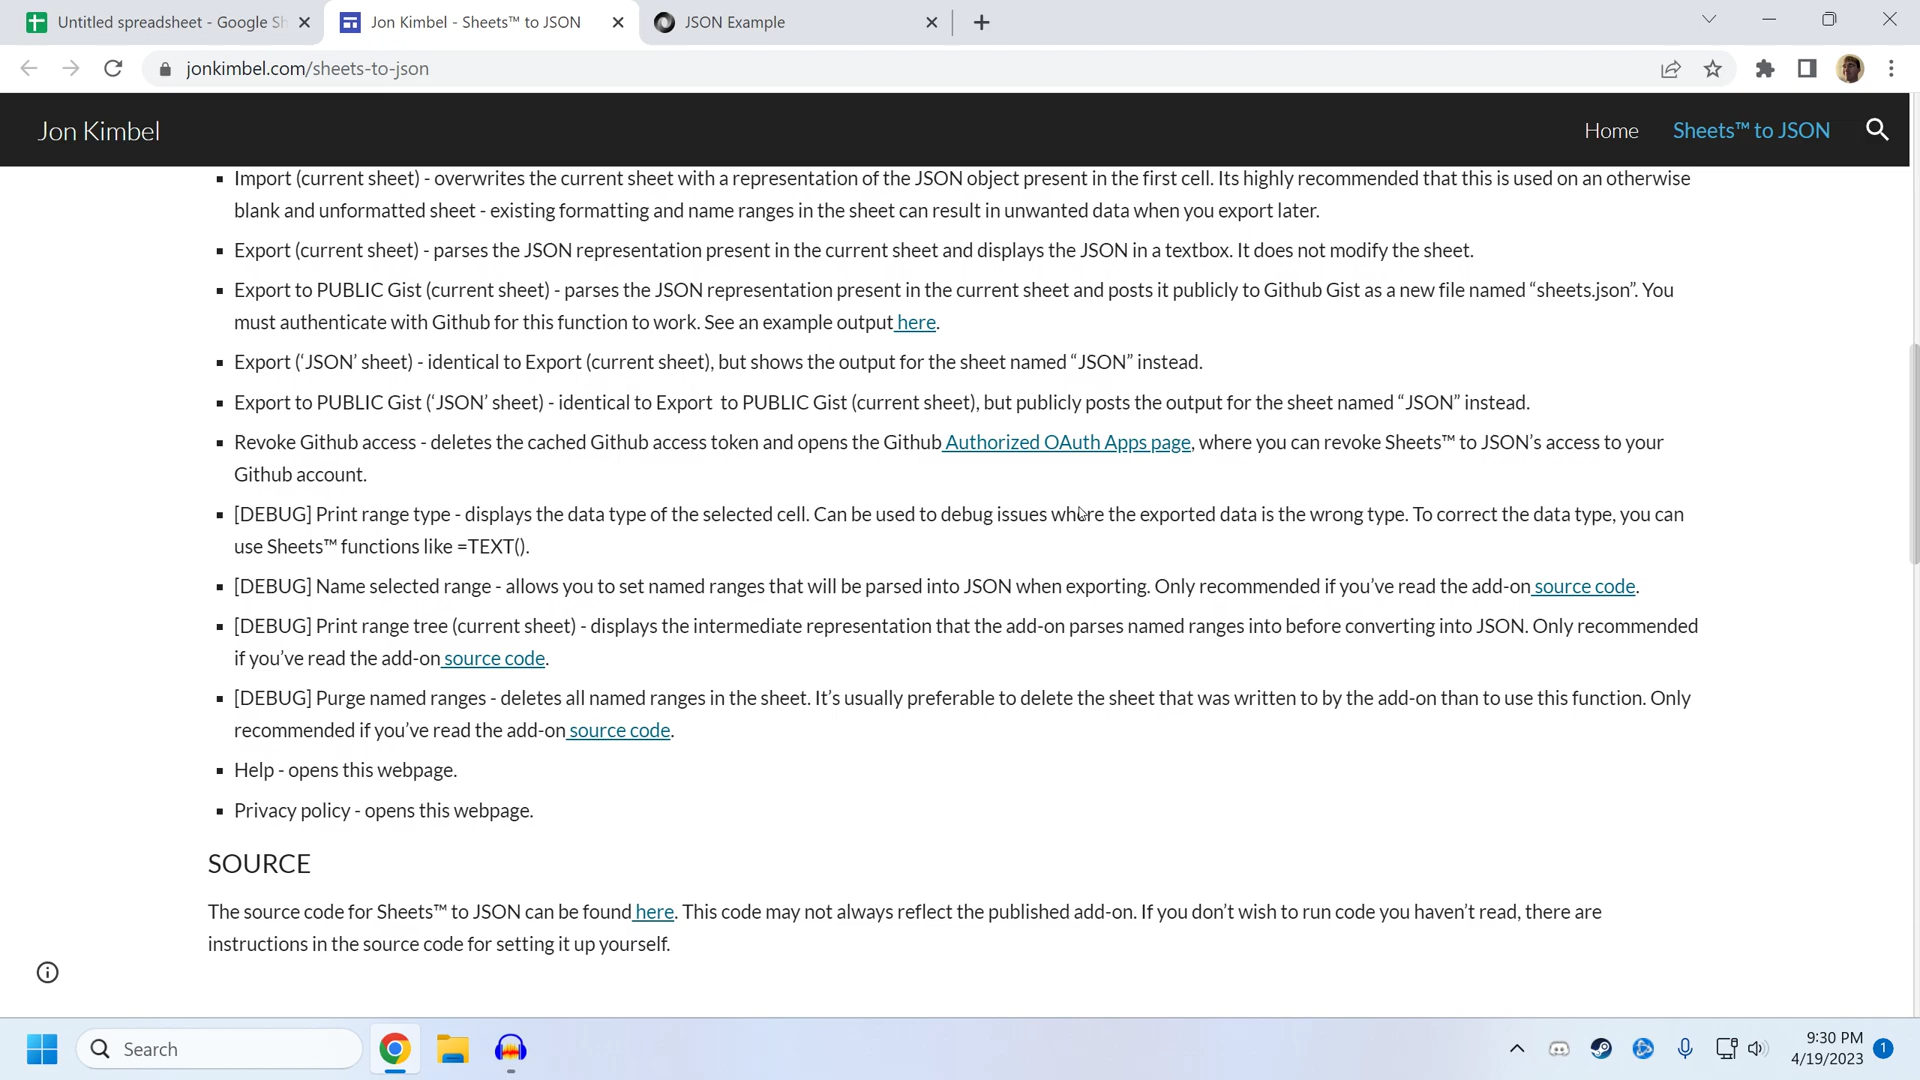 Untitled spreadsheet - Google Sh
Jon Kimbel - Sheets™ to JSON
JSON Example
jonkimbel.com/sheets-to-json
Jon Kimbel
Home
Sheets™ to JSON
Import (current sheet) - overwrites the current sheet with a representation of the JSON object present in the first cell. Its highly recommended that this is used on an otherwise
blank and unformatted sheet - existing formatting and name ranges in the sheet can result in unwanted data when you export later.
Export (current sheet) - parses the JSON representation present in the current sheet and displays the JSON in a textbox. It does not modify the sheet.
Export to PUBLIC Gist (current sheet) - parses the JSON representation present in the current sheet and posts it publicly to Github Gist as a new file named “sheets.json”. You
must authenticate with Github for this function to work. See an example output here.
Export (‘JSON’ sheet) - identical to Export (current sheet), but shows the output for the sheet named “JSON” instead.
Export to PUBLIC Gist (‘JSON’ sheet) - identical to Export to PUBLIC Gist (current sheet), but publicly posts the output for the sheet named “JSON” instead.
Revoke Github access - deletes the cached Github access token and opens the Github Authorized OAuth Apps page, where you can revoke Sheets™ to JSON’s access to your
Github account.
[DEBUG] Print range type - displays the data type of the selected cell. Can be used to debug issues where the exported data is the wrong type. To correct the data type, you can
use Sheets™ functions like =TEXT().
[DEBUG] Name selected range - allows you to set named ranges that will be parsed into JSON when exporting. Only recommended if you’ve read the add-on source code.
[DEBUG] Print range tree (current sheet) - displays the intermediate representation that the add-on parses named ranges into before converting into JSON. Only recommended
if you’ve read the add-on source code.
[DEBUG] Purge named ranges - deletes all named ranges in the sheet. It’s usually preferable to delete the sheet that was written to by the add-on than to use this function. Only
recommended if you’ve read the add-on source code.
Help - opens this webpage.
Privacy policy - opens this webpage.
SOURCE
The source code for Sheets™ to JSON can be found here. This code may not always reflect the published add-on. If you don’t wish to run code you haven’t read, there are
instructions in the source code for setting it up yourself.
Search
9:30 PM
4/19/2023
1